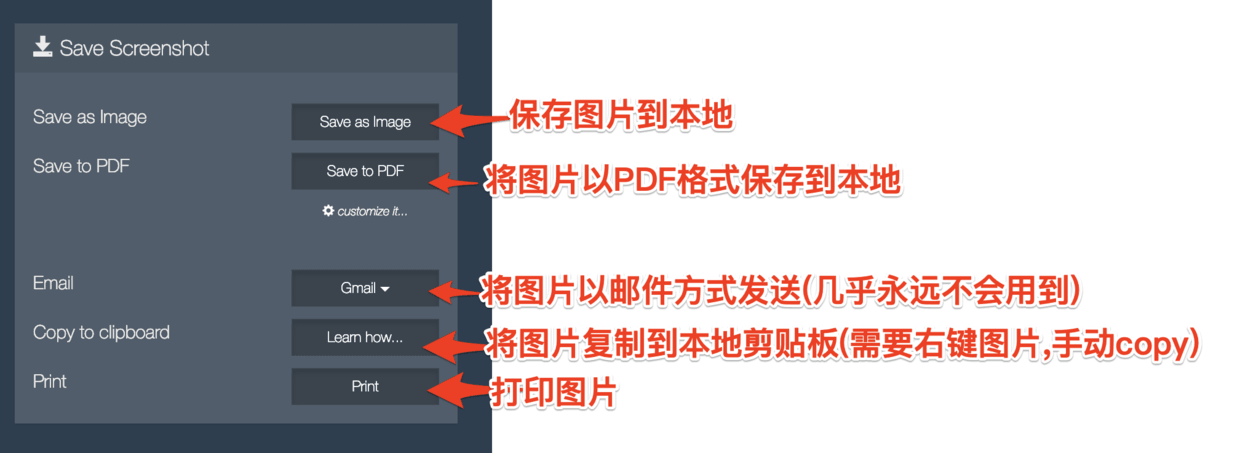 Save Screenshot
Save as Image Save as Image 保存图片到本地
Save to PDF Save to PDF 将图片以PDF格式保存到本地
customize it...
Email Gmail 将图片以邮件方式发送(几乎永远不会用到)
Copy to clipboard Learn how... 将图片复制到本地剪贴板(需要右键图片,手动copy)
Print Print 打印图片